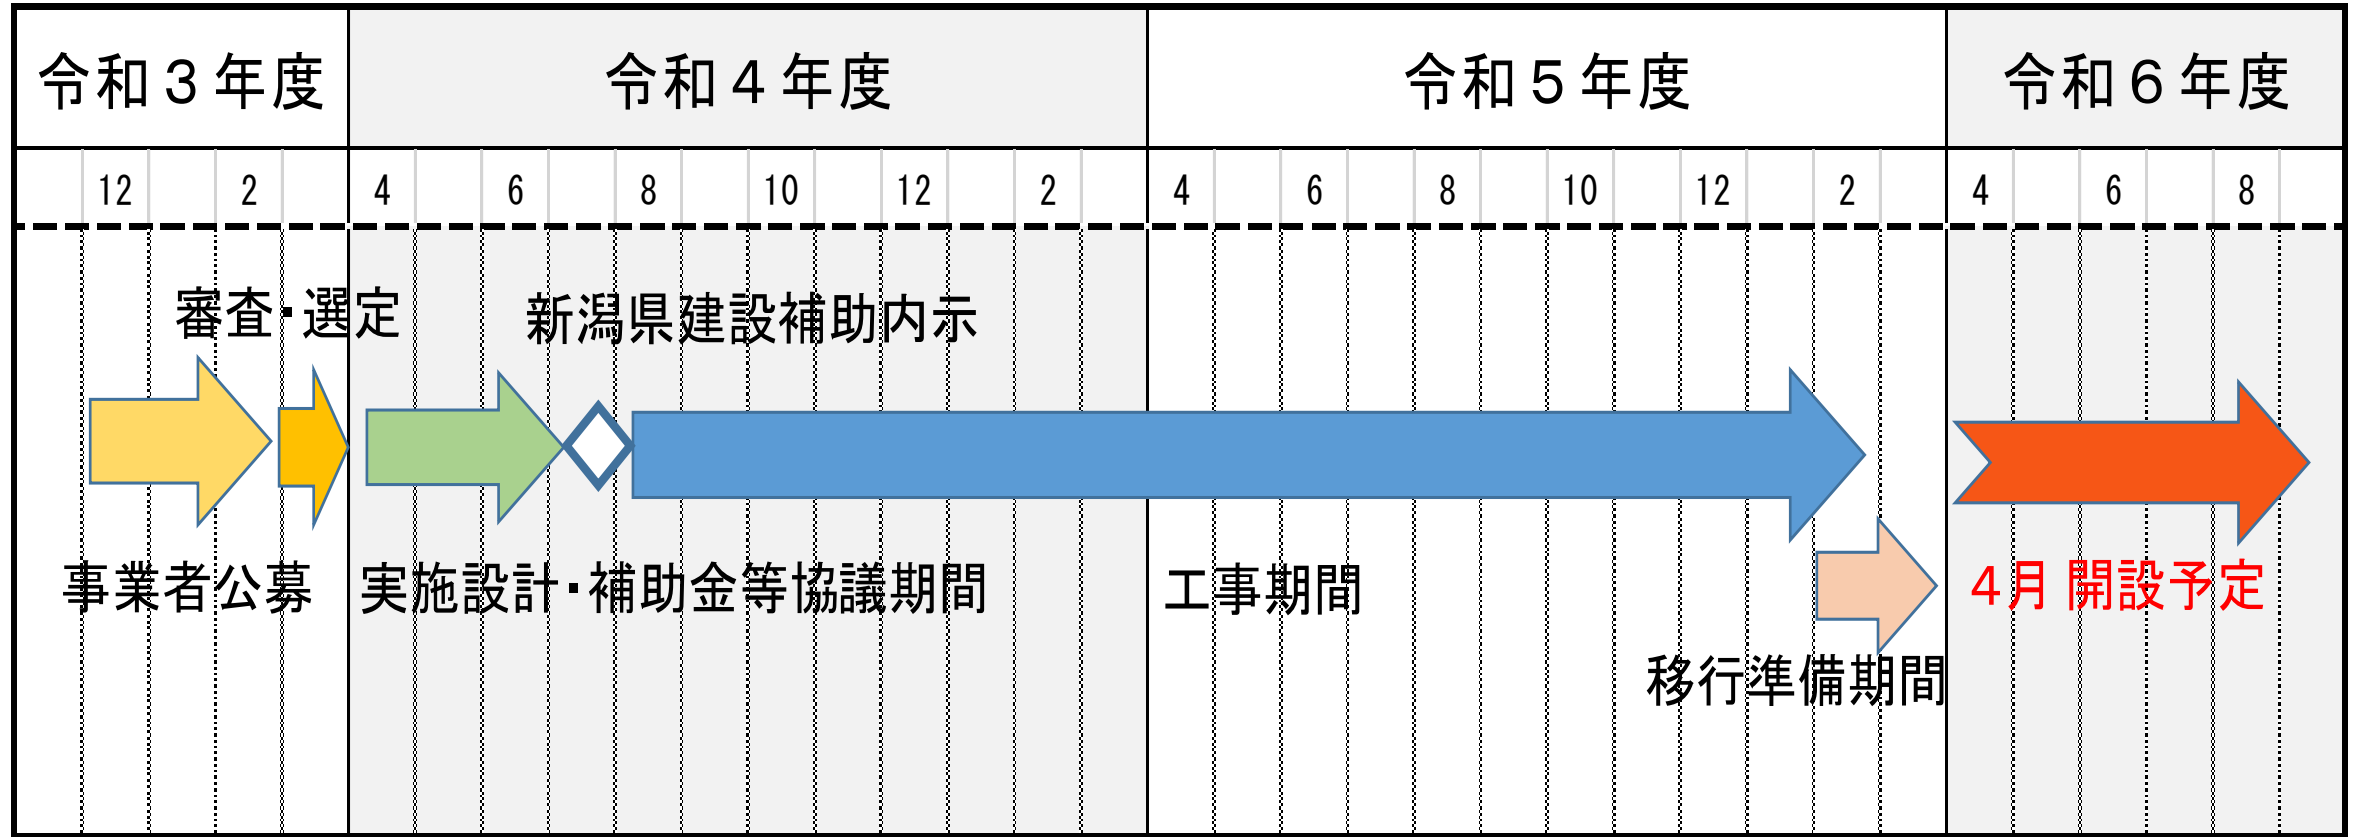 令和３年度 令和４年度 令和５年度 令和６年度
12 2 4 6 8 10 12 2 4 6 8 10 12 2 4 6 8
審査・選定 新潟県建設補助内示
事業者公募 実施設計・補助金等協議期間 工事期間 ４月 開設予定
移行準備期間